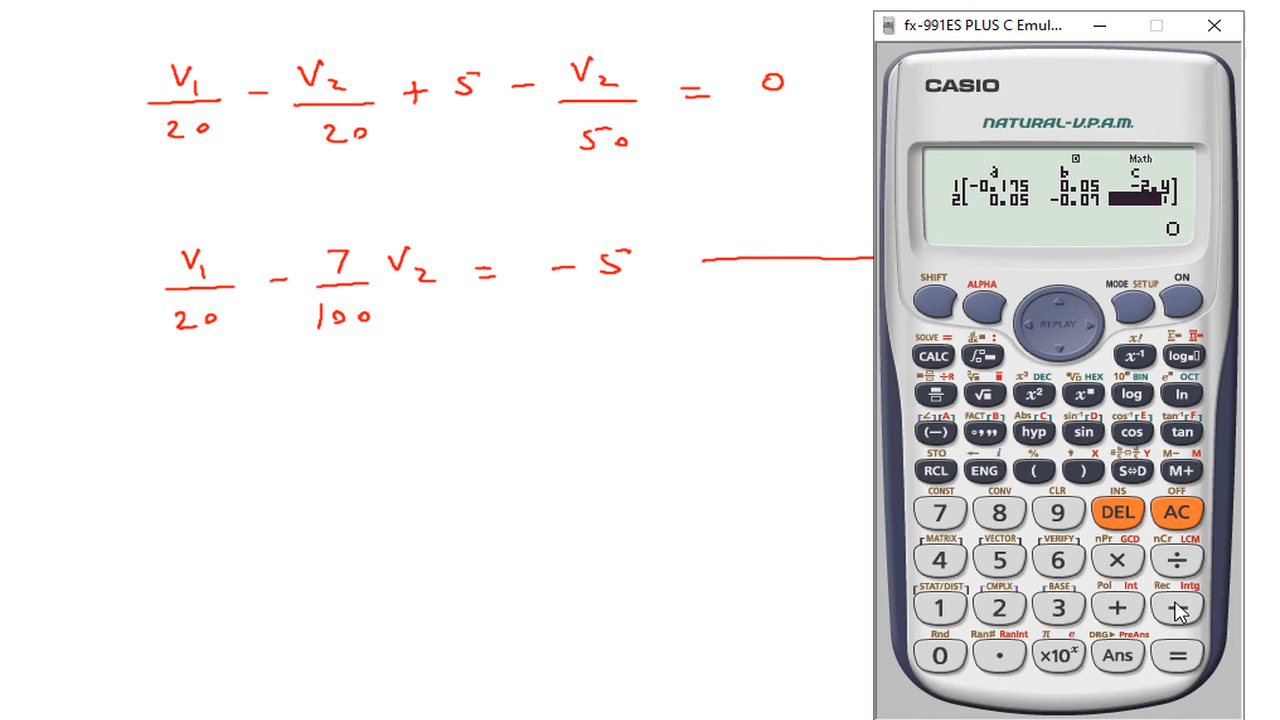 V₁/20 - V₂/20 + 5 - V₂/50 = 0
V₁/20 - 7/100 V₂ = - 5
fx-991ES PLUS C Emul...
CASIO
NATURAL-V.P.A.M.
D Math
a b c
1[-0.175 0.05 -2.4]
2[ 0.05 -0.07
0
SHIFT ALPHA MODE SETUP ON
REPLAY
SOLVE = d/dx = : x! Σ= Π=
CALC ∫ x⁻¹ log
÷R ³√ x³ DEC ˣ√ HEX 10ˣ BIN eˣ OCT
√ x² xˣ log ln
∠ A FACT B Abs C sin⁻¹ D cos⁻¹ E tan⁻¹ F
(−) °,,, hyp sin cos tan
STO ← i % , X a b/c⇔d/c Y M− M
RCL ENG ( ) S⇔D M+
CONST CONV CLR INS OFF
7 8 9 DEL AC
MATRIX VECTOR VERIFY nPr GCD nCr LCM
4 5 6 × ÷
STAT/DIST CMPLX BASE Pol Int Rec Intg
1 2 3 + −
Rnd Ran# RanInt π e DRG▶ PreAns
0 . ×10ˣ Ans =